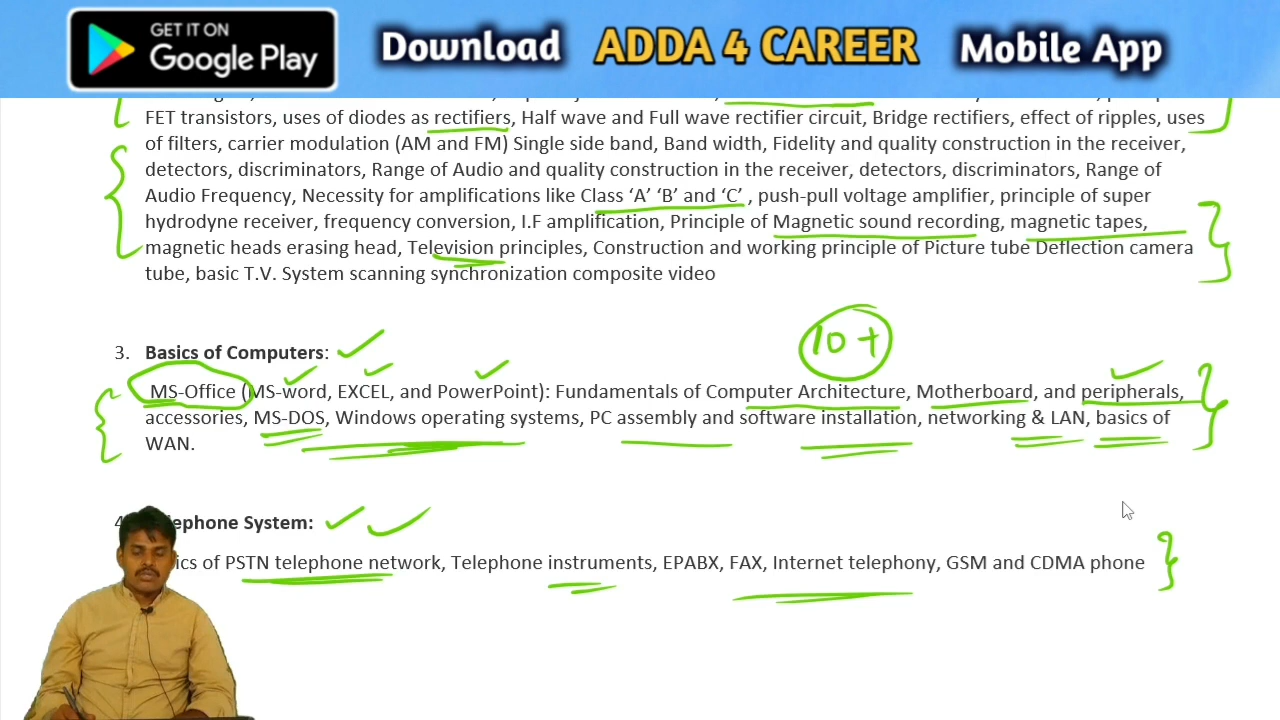 GET IT ON
Google Play
Download ADDA 4 CAREER Mobile App
FET transistors, uses of diodes as rectifiers, Half wave and Full wave rectifier circuit, Bridge rectifiers, effect of ripples, uses
of filters, carrier modulation (AM and FM) Single side band, Band width, Fidelity and quality construction in the receiver,
detectors, discriminators, Range of Audio and quality construction in the receiver, detectors, discriminators, Range of
Audio Frequency, Necessity for amplifications like Class ‘A’ ‘B’ and ‘C’ , push-pull voltage amplifier, principle of super
hydrodyne receiver, frequency conversion, I.F amplification, Principle of Magnetic sound recording, magnetic tapes,
magnetic heads erasing head, Television principles, Construction and working principle of Picture tube Deflection camera
tube, basic T.V. System scanning synchronization composite video
10+
3. Basics of Computers:
MS-Office (MS-word, EXCEL, and PowerPoint): Fundamentals of Computer Architecture, Motherboard, and peripherals,
accessories, MS-DOS, Windows operating systems, PC assembly and software installation, networking & LAN, basics of
WAN.
System:
of PSTN telephone network, Telephone instruments, EPABX, FAX, Internet telephony, GSM and CDMA phone